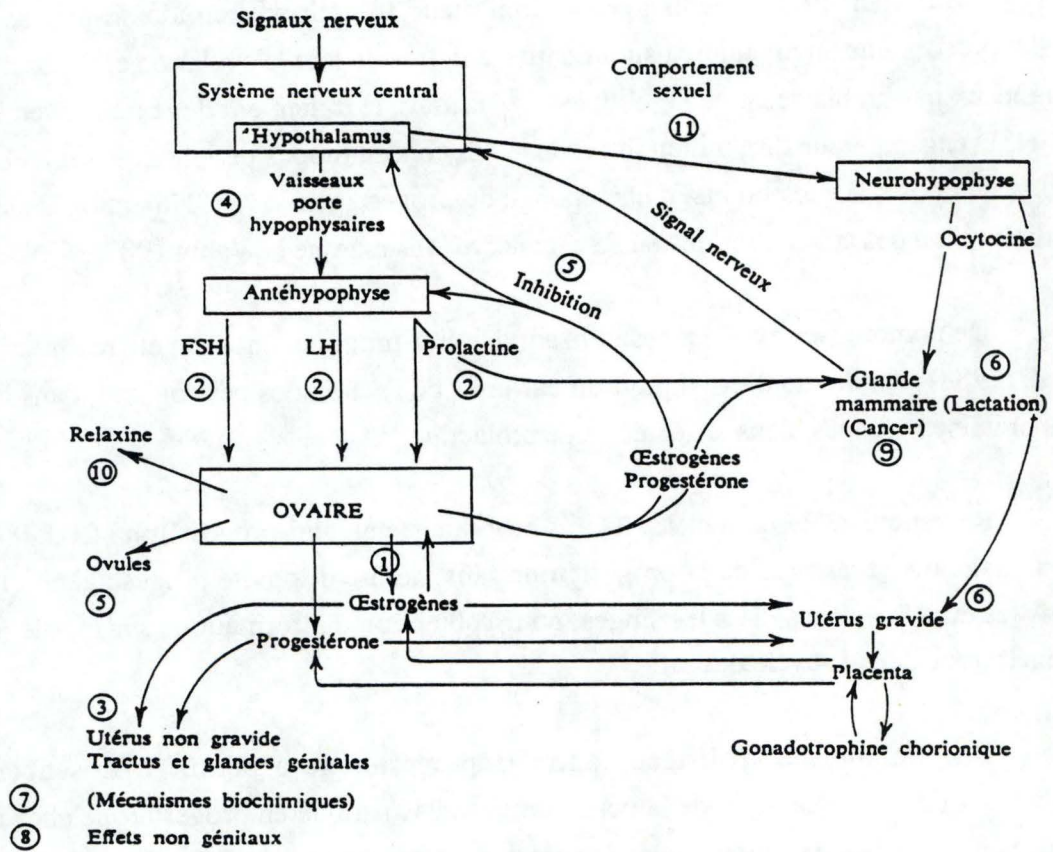 Signaux nerveux
Système nerveux central
Hypothalamus
Comportement
sexuel
⑪
Neurohypophyse
Vaisseaux
porte
hypophysaires
④
Signal nerveux
Ocytocine
⑤
Inhibition
Antéhypophyse
FSH
LH
Prolactine
②
②
②
⑥
Glande
mammaire (Lactation)
(Cancer)
⑨
Relaxine
⑩
Œstrogènes
Progestérone
OVAIRE
Ovules
⑤
①
Œstrogènes
Progestérone
⑥
Utérus gravide
Placenta
③
Utérus non gravide
Tractus et glandes génitales
Gonadotrophine chorionique
⑦ (Mécanismes biochimiques)
⑧ Effets non génitaux